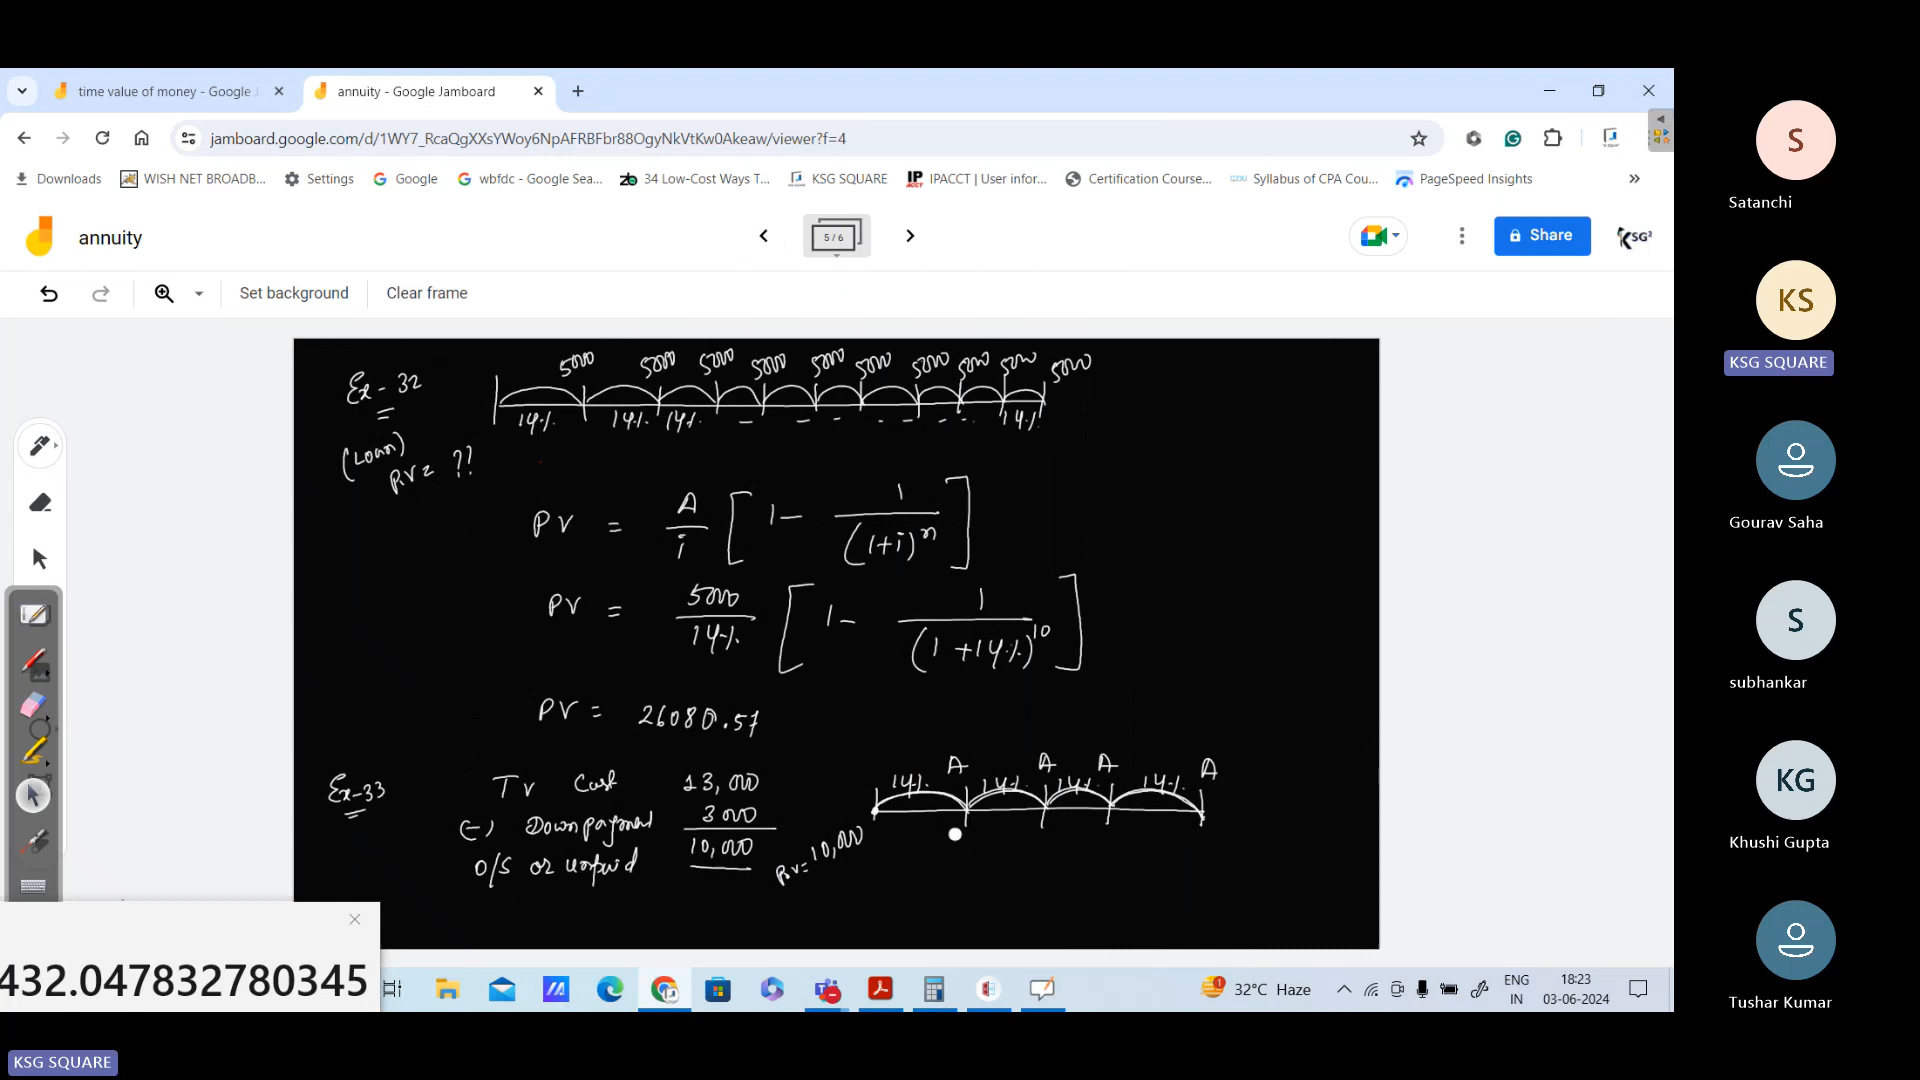 time value of money - Google J
annuity - Google Jamboard
jamboard.google.com/d/1WY7_RcaQgXXsYWoy6NpAFRBFbr88OgyNkVtKw0Akeaw/viewer?f=4
Downloads WISH NET BROADB... Settings Google wbfdc - Google Sea... 34 Low-Cost Ways T... KSG SQUARE IPACCT | User infor... Certification Course... Syllabus of CPA Cou... PageSpeed Insights »
annuity
5 / 6
Share
KSG²
Set background Clear frame
5000 5000 5000 5000 5000 5000 5000 5000 5000 5000
Ex - 32
14% 14% 14% - - - - - - - 14%
(Loan)
PV = ??
PV = A/i [ 1 - 1/(1+i)^n ]
PV = 5000/14% [ 1 - 1/(1+14%)^10 ]
PV = 26080.57
Ex-33
TV Cost 13,000
(-) Downpayment 3000
O/S or unpaid 10,000
PV = 10,000
14% A 14% A 14% A 14% A
432.047832780345
32°C Haze
ENG
IN
18:23
03-06-2024
S
Satanchi
KS
KSG SQUARE
Gourav Saha
S
subhankar
KG
Khushi Gupta
Tushar Kumar
KSG SQUARE